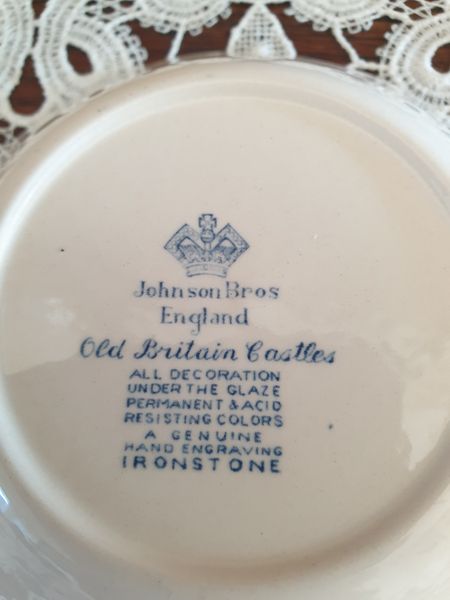 Johnson Bros
England
Old Britain Castles
ALL DECORATION
UNDER THE GLAZE
PERMANENT & ACID
RESISTING COLORS
A GENUINE
HAND ENGRAVING
IRONSTONE